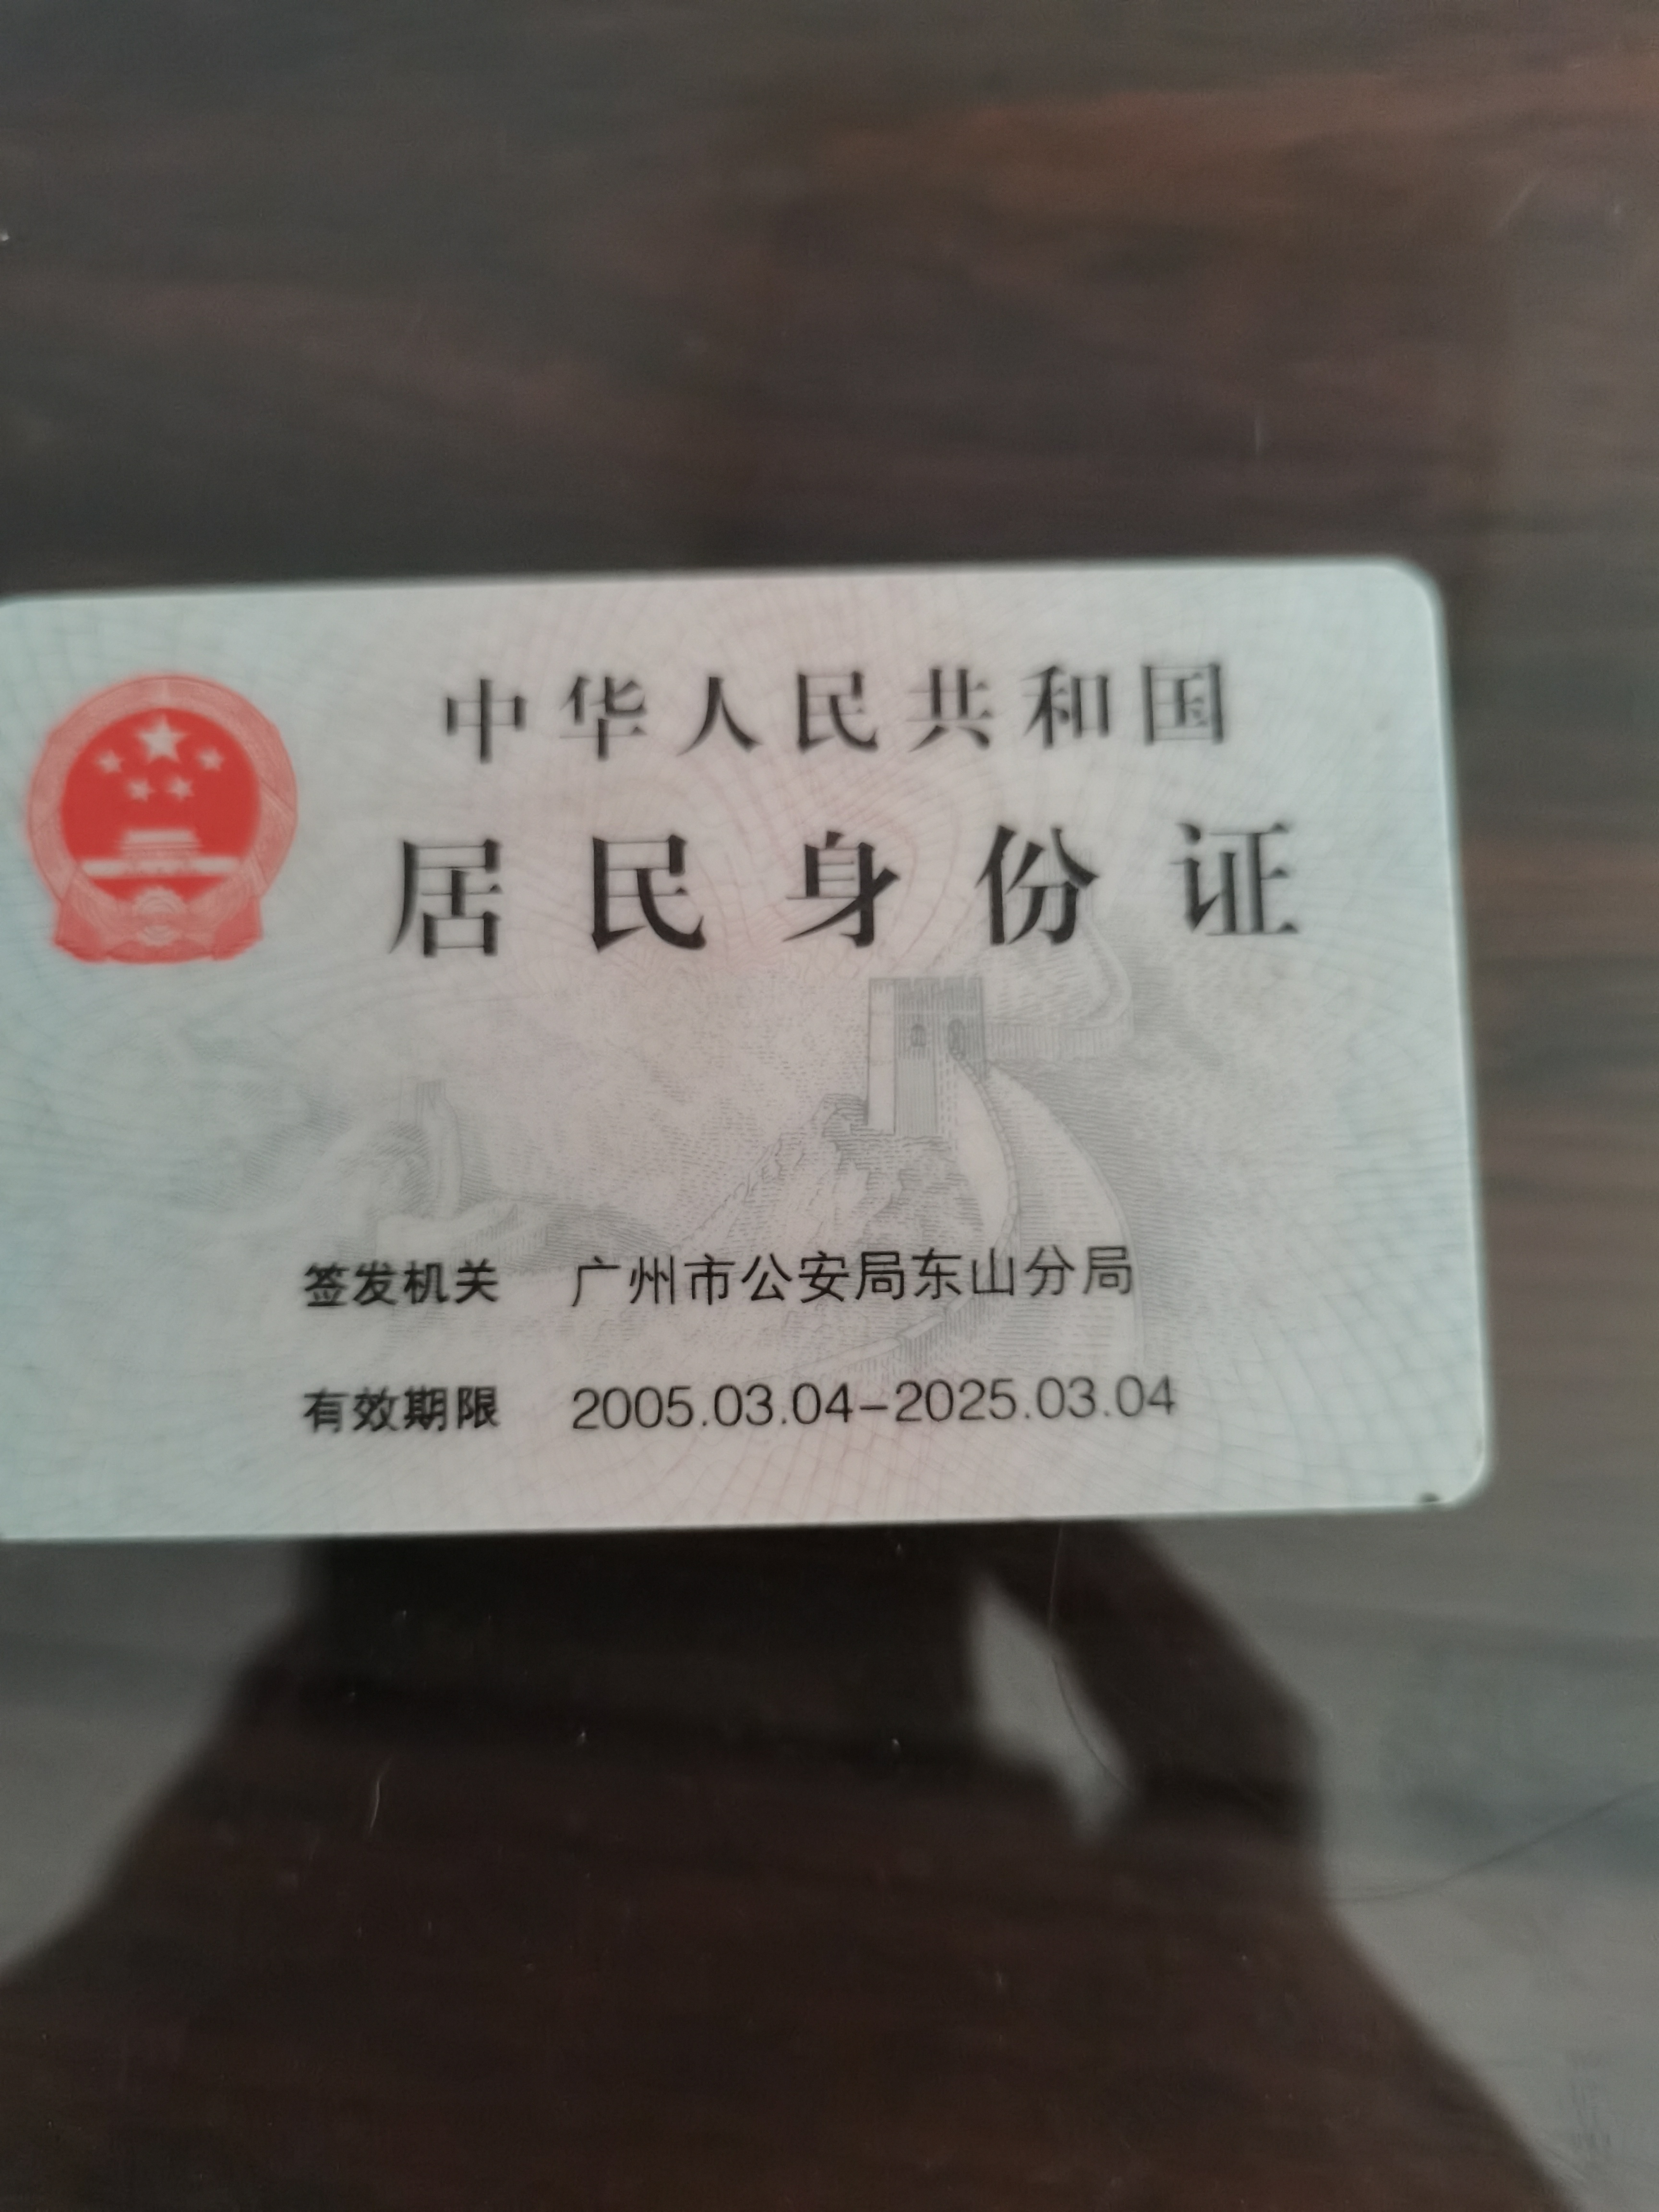 中华人民共和国
居民身份证
签发机关 广州市公安局东山分局
有效期限 2005.03.04-2025.03.04